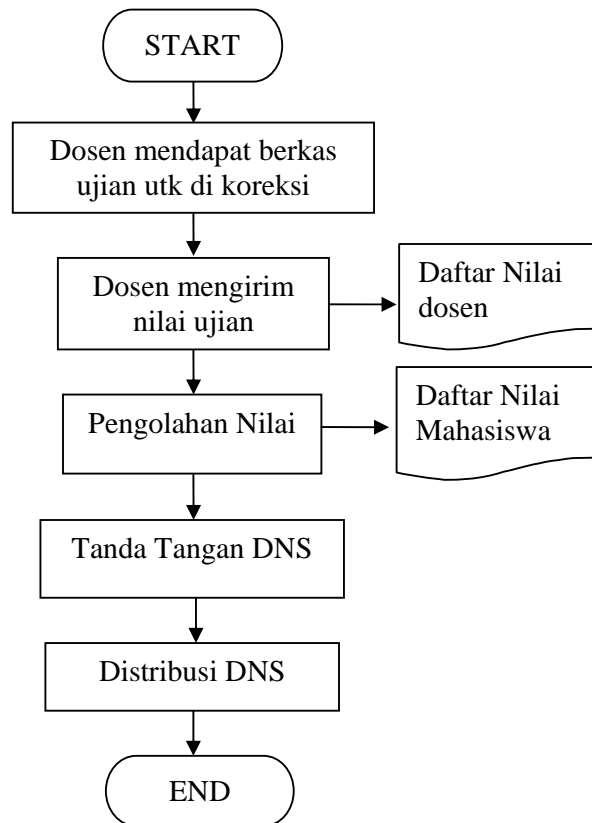 START
Dosen mendapat berkas
ujian utk di koreksi
Dosen mengirim
nilai ujian
Daftar Nilai
dosen
Pengolahan Nilai
Daftar Nilai
Mahasiswa
Tanda Tangan DNS
Distribusi DNS
END